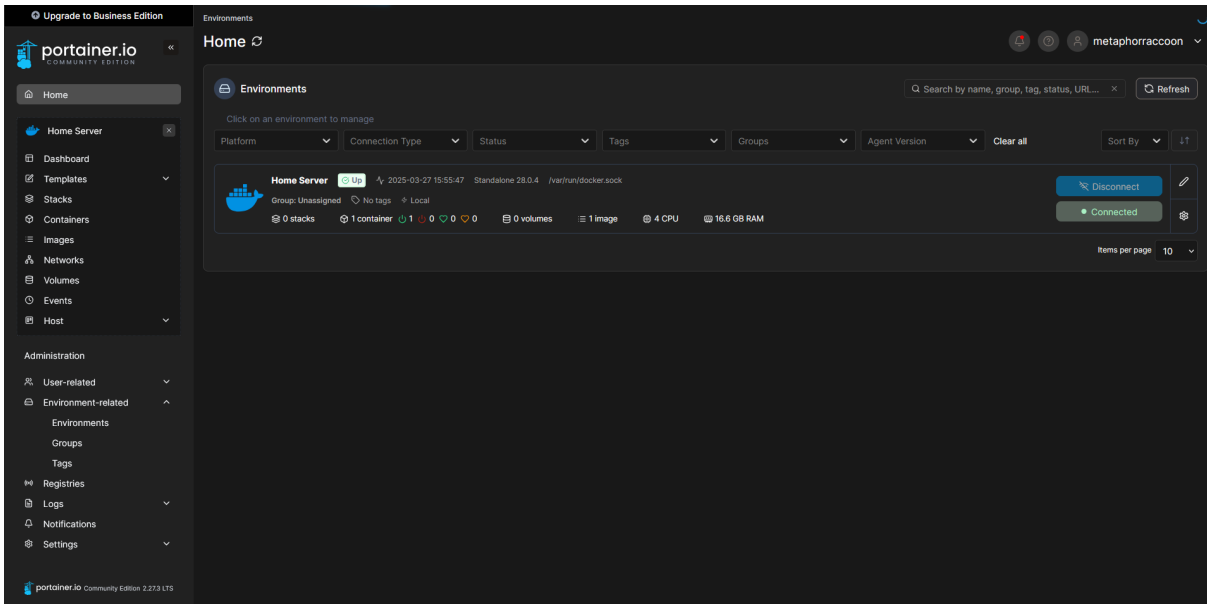 Upgrade to Business Edition
portainer.io
COMMUNITY EDITION
Home
Home Server
Dashboard
Templates
Stacks
Containers
Images
Networks
Volumes
Events
Host
Administration
User-related
Environment-related
Environments
Groups
Tags
Registries
Logs
Notifications
Settings
portainer.io Community Edition 2.27.3 LTS
Environments
Home
metaphorraccoon
Environments
Search by name, group, tag, status, URL...
Refresh
Click on an environment to manage
Platform Connection Type Status Tags Groups Agent Version Clear all Sort By
Home Server Up 2025-03-27 15:55:47 Standalone 28.0.4 /var/run/docker.sock
Group: Unassigned No tags Local
0 stacks 1 container 1 0 0 0 0 volumes 1 image 4 CPU 16.6 GB RAM
Disconnect
Connected
Items per page 10